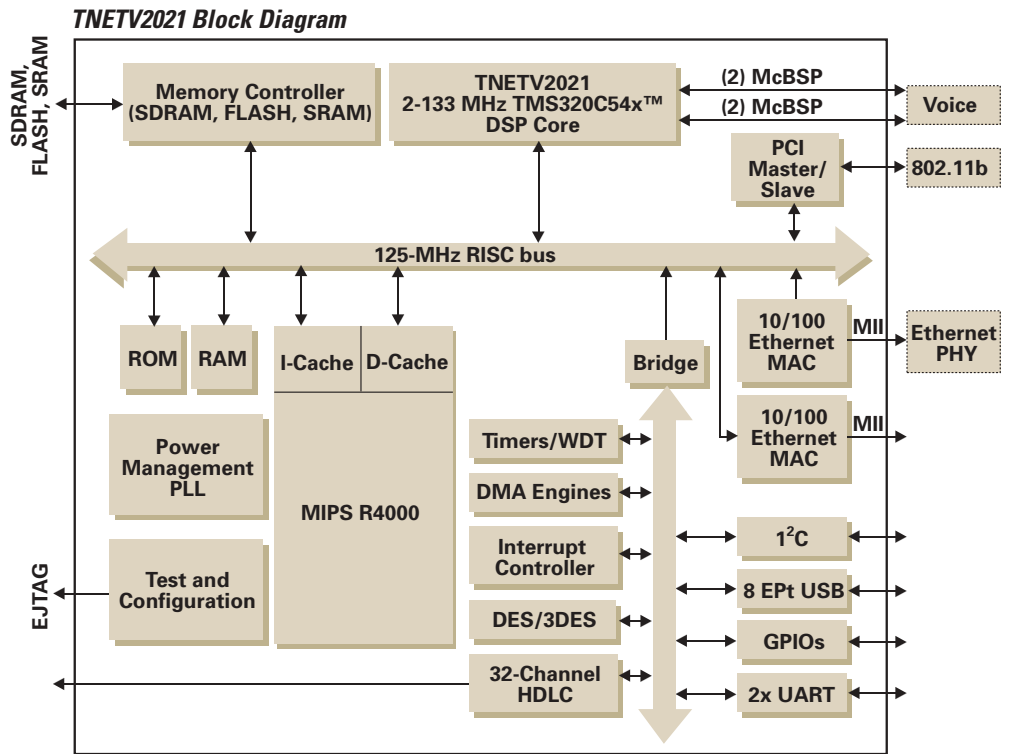 TNETV2021 Block Diagram
SDRAM,
FLASH, SRAM
Memory Controller
(SDRAM, FLASH, SRAM)
TNETV2021
2-133 MHz TMS320C54x™
DSP Core
(2) McBSP
(2) McBSP
Voice
PCI
Master/
Slave
802.11b
125-MHz RISC bus
ROM
RAM
I-Cache
D-Cache
Bridge
10/100
Ethernet
MAC
MII
Ethernet
PHY
10/100
Ethernet
MAC
MII
Power
Management
PLL
MIPS R4000
Timers/WDT
DMA Engines
Interrupt
Controller
DES/3DES
32-Channel
HDLC
1²C
8 EPt USB
GPIOs
2x UART
EJTAG
Test and
Configuration